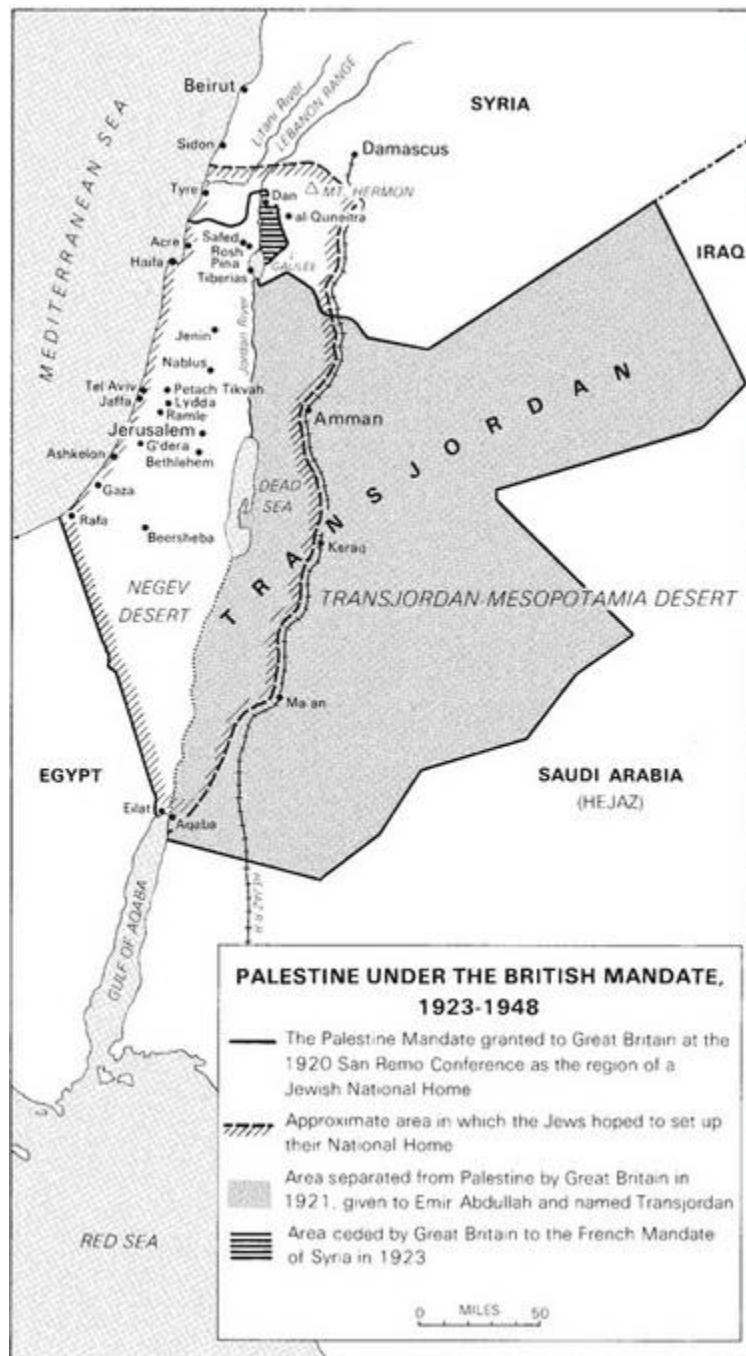 Beirut
SYRIA
Litani River
LEBANON RANGE
MEDITERRANEAN SEA
Sidon
Damascus
Tyre
Dan
MT. HERMON
al-Quneitra
Acre
Safed
Rosh
Pina
Haifa
GALILEE
IRAQ
Tiberias
Jordan River
Jenin
Nablus
Tel Aviv
Petach Tikvah
Jaffa
Lydda
Ramle
Amman
TRANSJORDAN
Jerusalem
G'dera
Ashkelon
Bethlehem
Gaza
DEAD
SEA
Rafa
Beersheba
Keraq
NEGEV
DESERT
TRANSJORDAN-MESOPOTAMIA DESERT
Ma an
EGYPT
SAUDI ARABIA
(HEJAZ)
Eilat
Aqaba
HEJAZ R R
GULF OF AQABA
RED SEA
PALESTINE UNDER THE BRITISH MANDATE,
1923-1948
The Palestine Mandate granted to Great Britain at the
1920 San Remo Conference as the region of a
Jewish National Home
Approximate area in which the Jews hoped to set up
their National Home
Area separated from Palestine by Great Britain in
1921, given to Emir Abdullah and named Transjordan
Area ceded by Great Britain to the French Mandate
of Syria in 1923
0 MILES 50